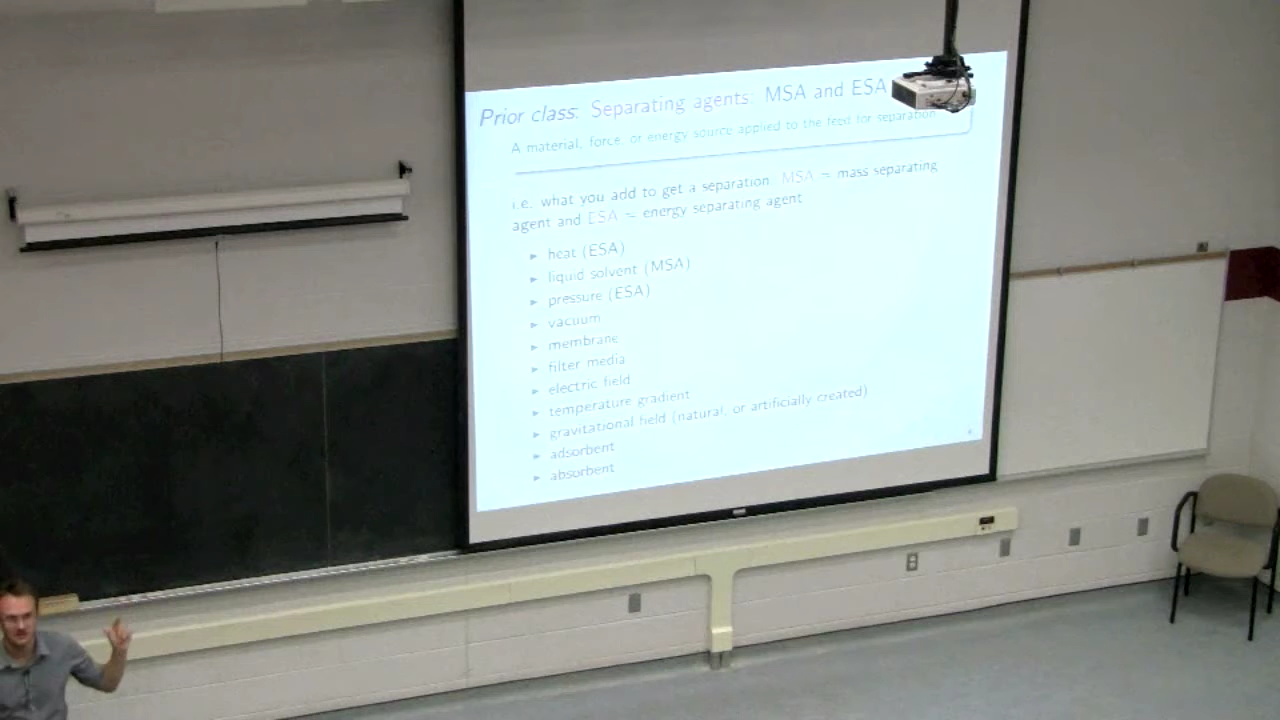 Prior class: Separating agents: MSA and ESA
A material, force, or energy source applied to the feed for separation
i.e. what you add to get a separation. MSA = mass separating
agent and ESA = energy separating agent
▶ heat (ESA)
▶ liquid solvent (MSA)
▶ pressure (ESA)
▶ vacuum
▶ membrane
▶ filter media
▶ electric field
▶ temperature gradient
▶ gravitational field (natural, or artificially created)
▶ adsorbent
▶ absorbent